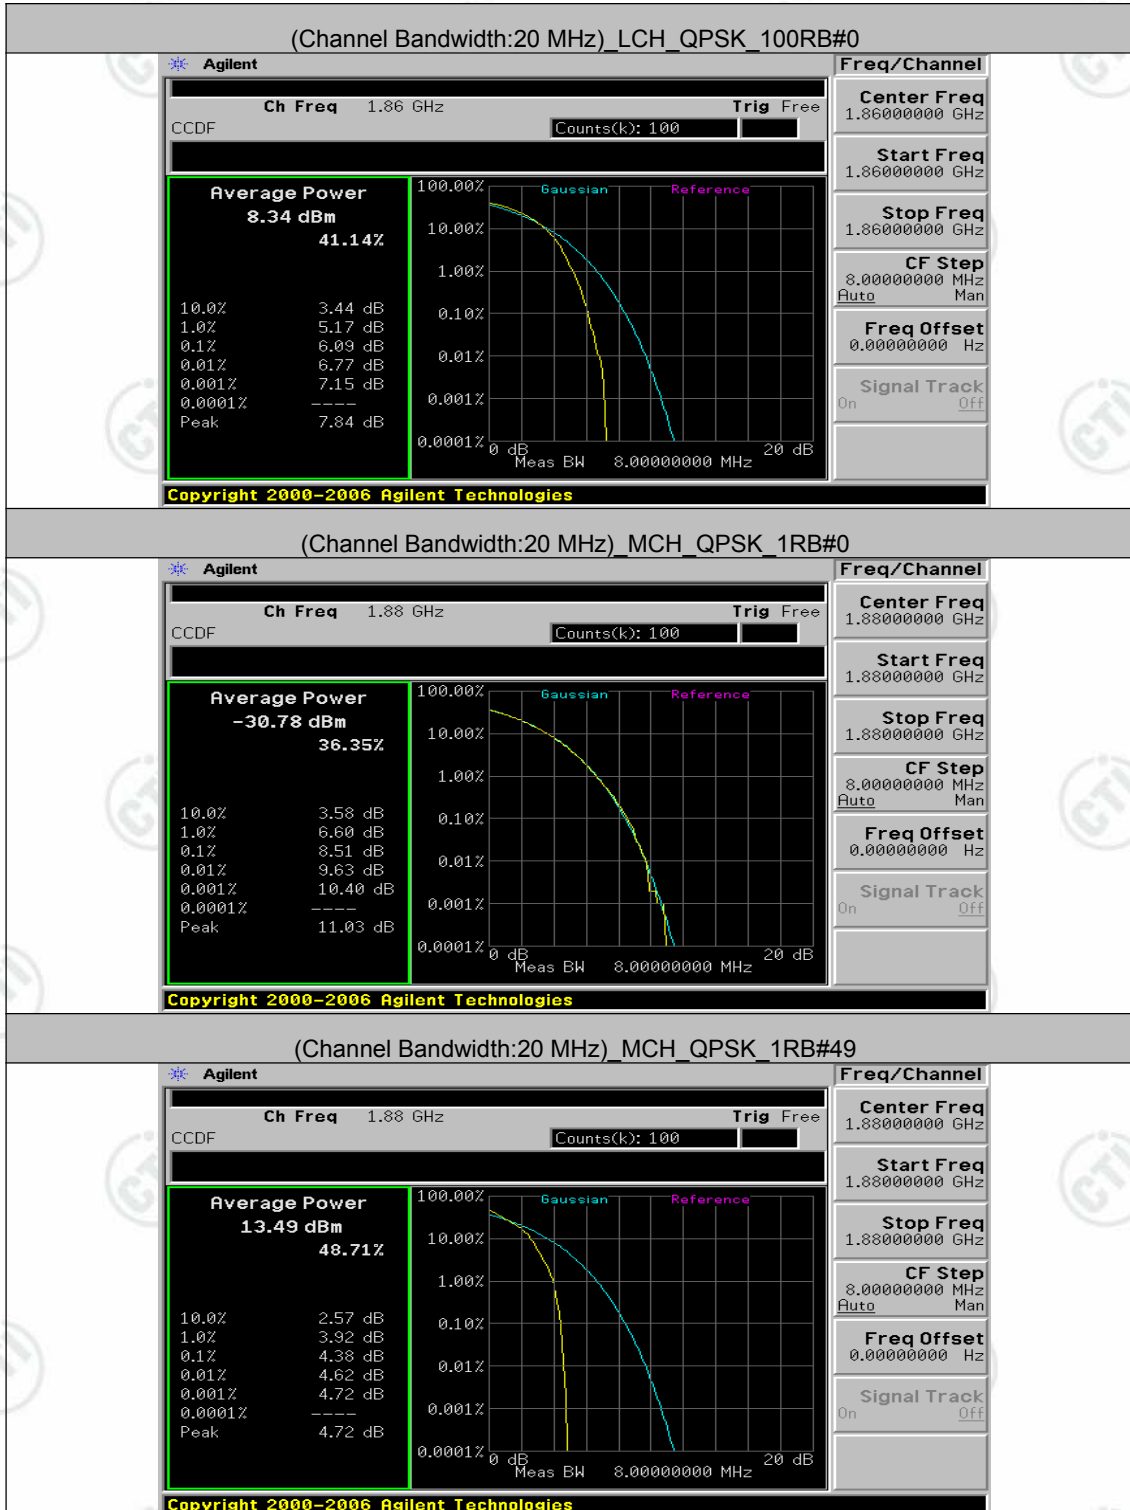 (Channel Bandwidth:20 MHz)_LCH_QPSK_100RB#0
Agilent
Freq/Channel
Ch Freq 1.86 GHz Trig Free
CCDF Counts(k): 100
Center Freq
1.86000000 GHz
Start Freq
1.86000000 GHz
Stop Freq
1.86000000 GHz
CF Step
8.00000000 MHz
Auto Man
Freq Offset
0.00000000 Hz
Signal Track
On Off
Average Power
8.34 dBm
41.14%
10.0% 3.44 dB
1.0% 5.17 dB
0.1% 6.09 dB
0.01% 6.77 dB
0.001% 7.15 dB
0.0001% ----
Peak 7.84 dB
Gaussian Reference
100.00%
10.00%
1.00%
0.10%
0.01%
0.001%
0.0001%
0 dB 20 dB
Meas BW 8.00000000 MHz
Copyright 2000-2006 Agilent Technologies
(Channel Bandwidth:20 MHz)_MCH_QPSK_1RB#0
Agilent
Freq/Channel
Ch Freq 1.88 GHz Trig Free
CCDF Counts(k): 100
Center Freq
1.88000000 GHz
Start Freq
1.88000000 GHz
Stop Freq
1.88000000 GHz
CF Step
8.00000000 MHz
Auto Man
Freq Offset
0.00000000 Hz
Signal Track
On Off
Average Power
-30.78 dBm
36.35%
10.0% 3.58 dB
1.0% 6.60 dB
0.1% 8.51 dB
0.01% 9.63 dB
0.001% 10.40 dB
0.0001% ----
Peak 11.03 dB
Gaussian Reference
100.00%
10.00%
1.00%
0.10%
0.01%
0.001%
0.0001%
0 dB 20 dB
Meas BW 8.00000000 MHz
Copyright 2000-2006 Agilent Technologies
(Channel Bandwidth:20 MHz)_MCH_QPSK_1RB#49
Agilent
Freq/Channel
Ch Freq 1.88 GHz Trig Free
CCDF Counts(k): 100
Center Freq
1.88000000 GHz
Start Freq
1.88000000 GHz
Stop Freq
1.88000000 GHz
CF Step
8.00000000 MHz
Auto Man
Freq Offset
0.00000000 Hz
Signal Track
On Off
Average Power
13.49 dBm
48.71%
10.0% 2.57 dB
1.0% 3.92 dB
0.1% 4.38 dB
0.01% 4.62 dB
0.001% 4.72 dB
0.0001% ----
Peak 4.72 dB
Gaussian Reference
100.00%
10.00%
1.00%
0.10%
0.01%
0.001%
0.0001%
0 dB 20 dB
Meas BW 8.00000000 MHz
Copyright 2000-2006 Agilent Technologies
CTI
CTI
CTI
CTI
CTI